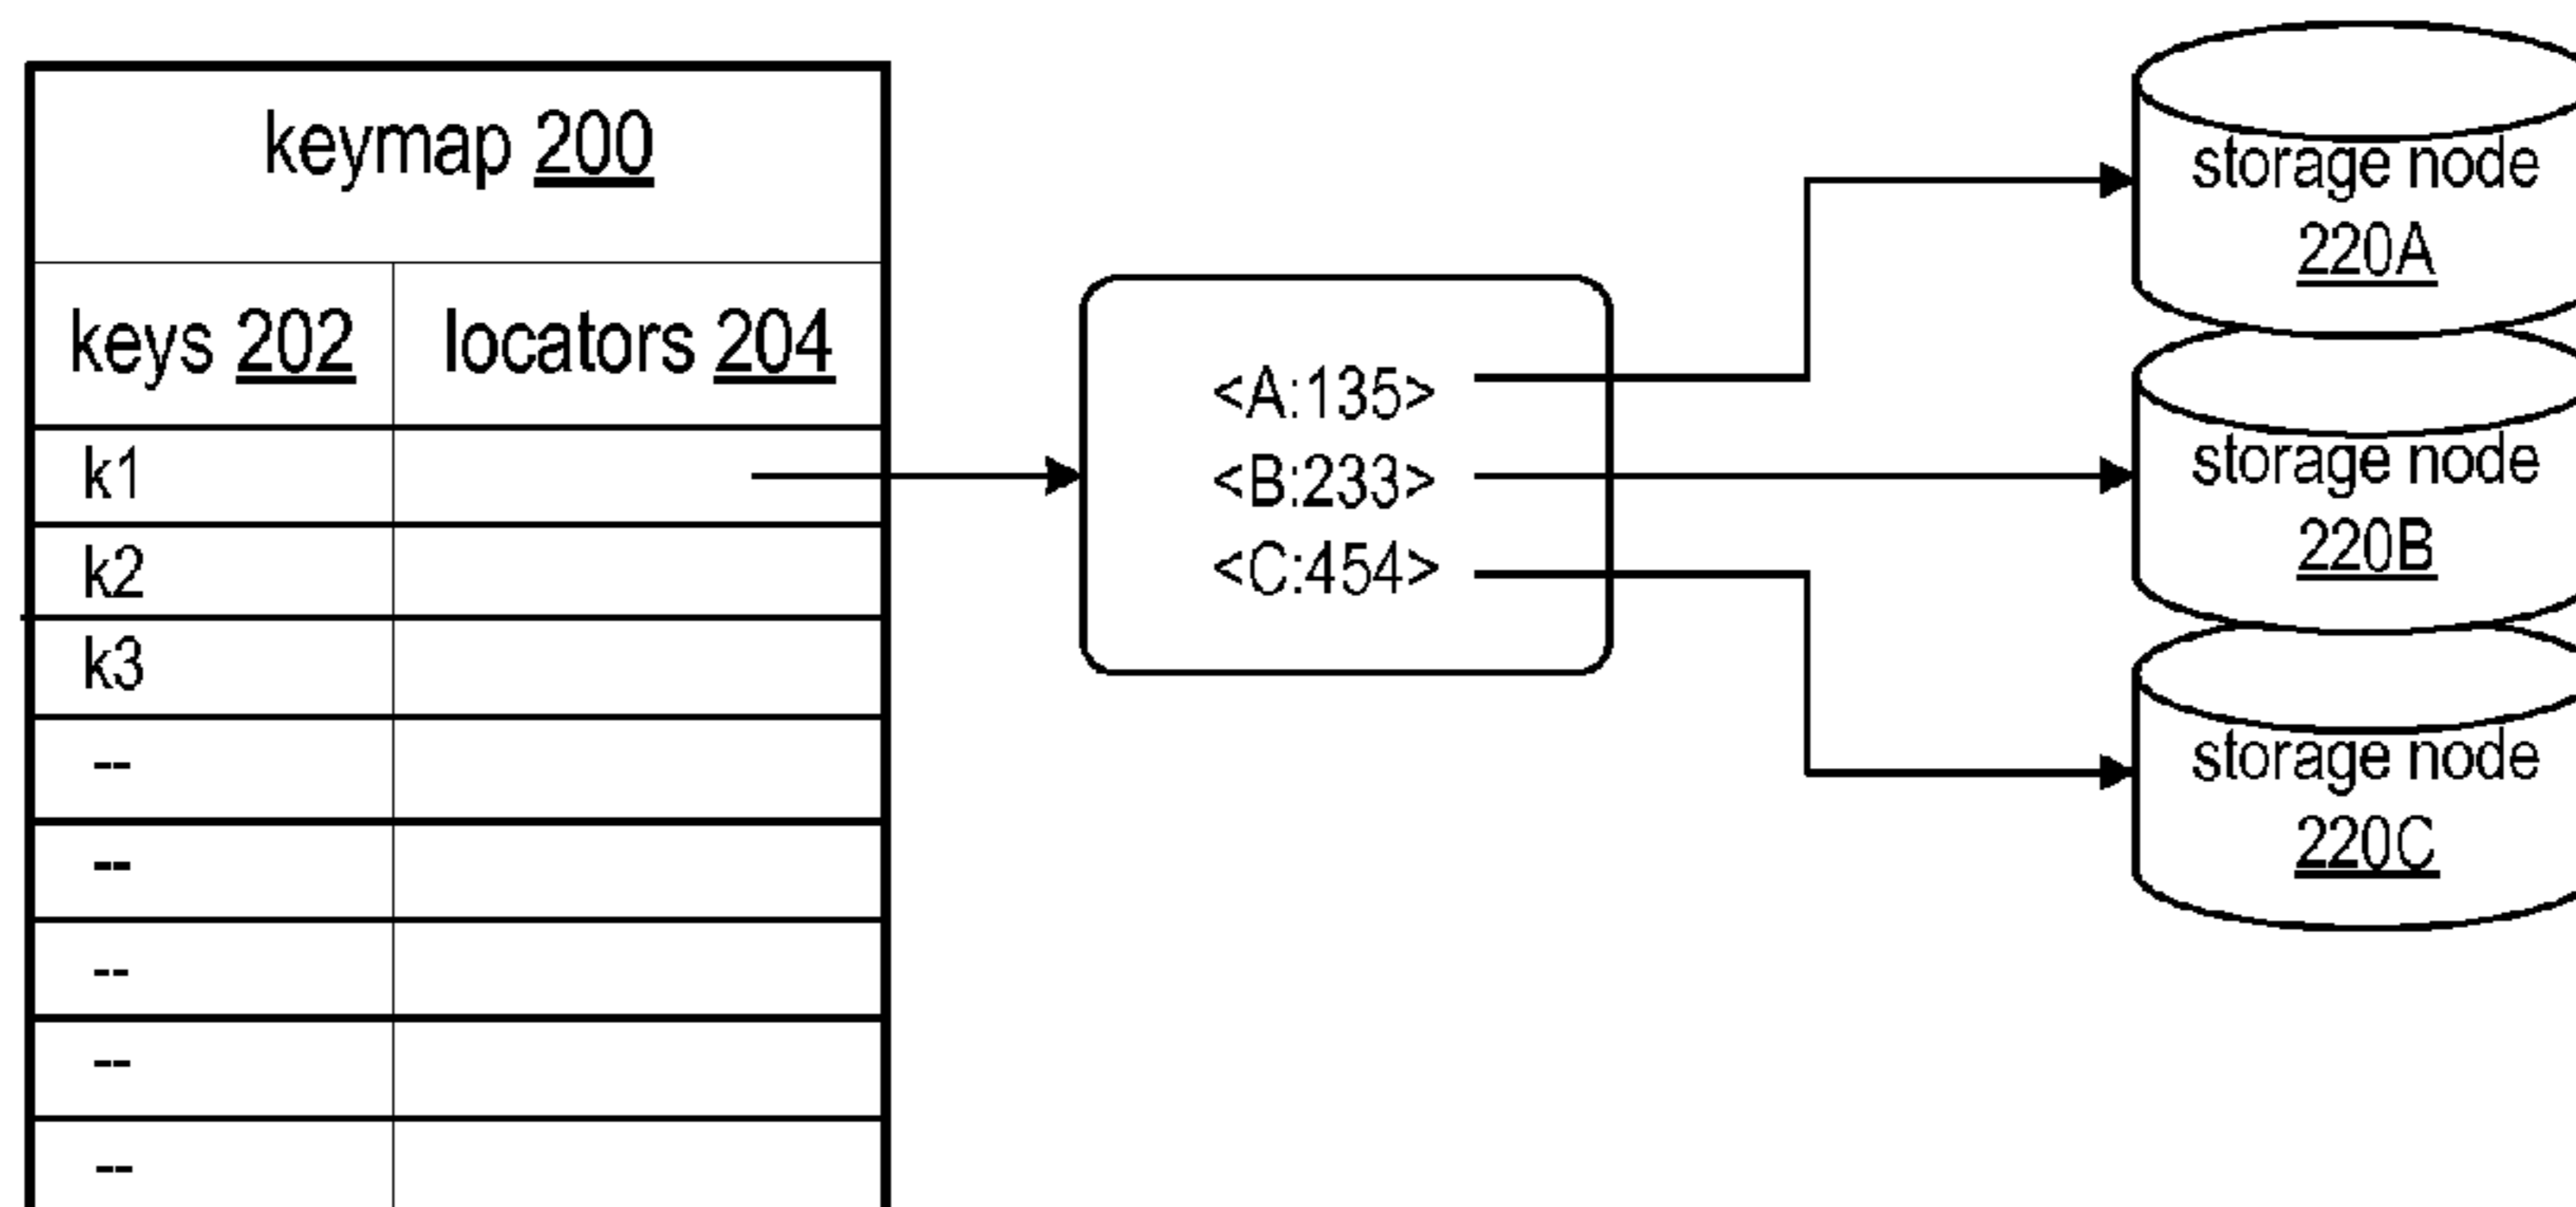 keymap 200
keys 202 locators 204
k1
k2
k3
--
--
--
--
--
<A:135>
<B:233>
<C:454>
storage node
220A
storage node
220B
storage node
220C